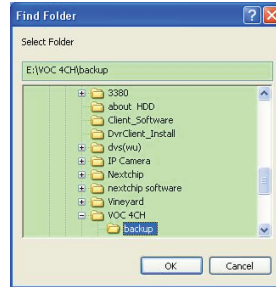 Find Folder
Select Folder
E:\VOC 4CH\backup
3380
about HDD
Client_Software
DvrClient_Install
dvs(wu)
IP Camera
Nextchip
nextchip software
Vineyard
VOC 4CH
backup
OK Cancel